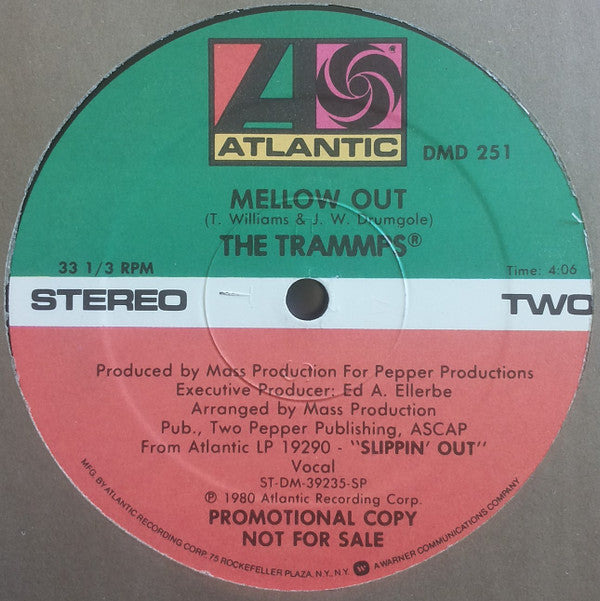 ATLANTIC
DMD 251
MELLOW OUT
(T. Williams & J. W. Drumgole)
THE TRAMMPS®
33 1/3 RPM
Time: 4:06
STEREO
TWO
Produced by Mass Production For Pepper Productions
Executive Producer: Ed A. Ellerbe
Arranged by Mass Production
Pub., Two Pepper Publishing, ASCAP
From Atlantic LP 19290 - "SLIPPIN' OUT"
Vocal
ST-DM-39235-SP
℗ 1980 Atlantic Recording Corp.
PROMOTIONAL COPY
NOT FOR SALE
MFG. BY ATLANTIC RECORDING CORP. 75 ROCKEFELLER PLAZA, N.Y., N.Y. W A WARNER COMMUNICATIONS COMPANY